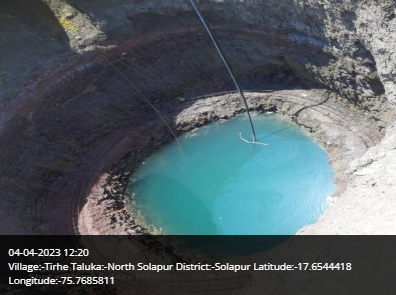 04-04-2023 12:20
Village:-Tirhe Taluka:-North Solapur District:-Solapur Latitude:-17.6544418
Longitude:-75.7685811